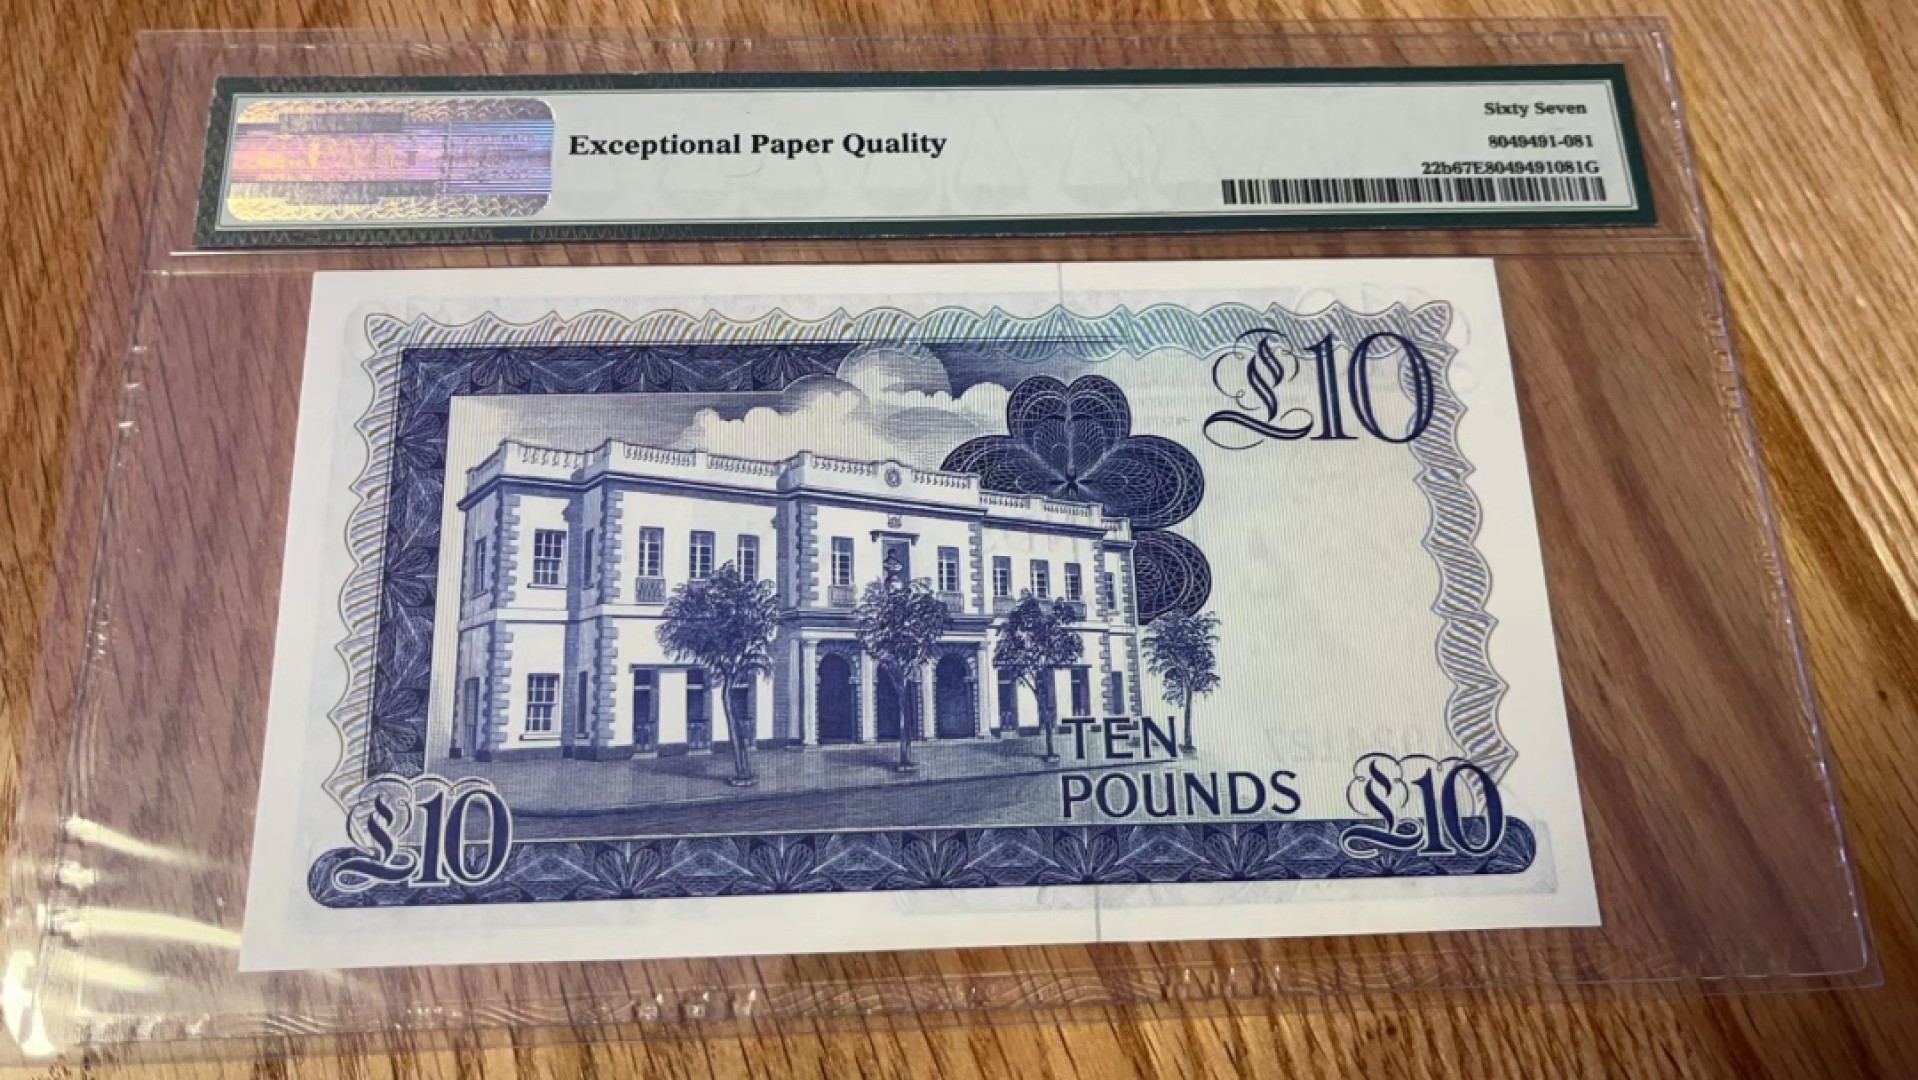 Exceptional Paper Quality
Sixty Seven
8049491-081
22b67E8049491081G
£10
TEN
POUNDS
£10
£10